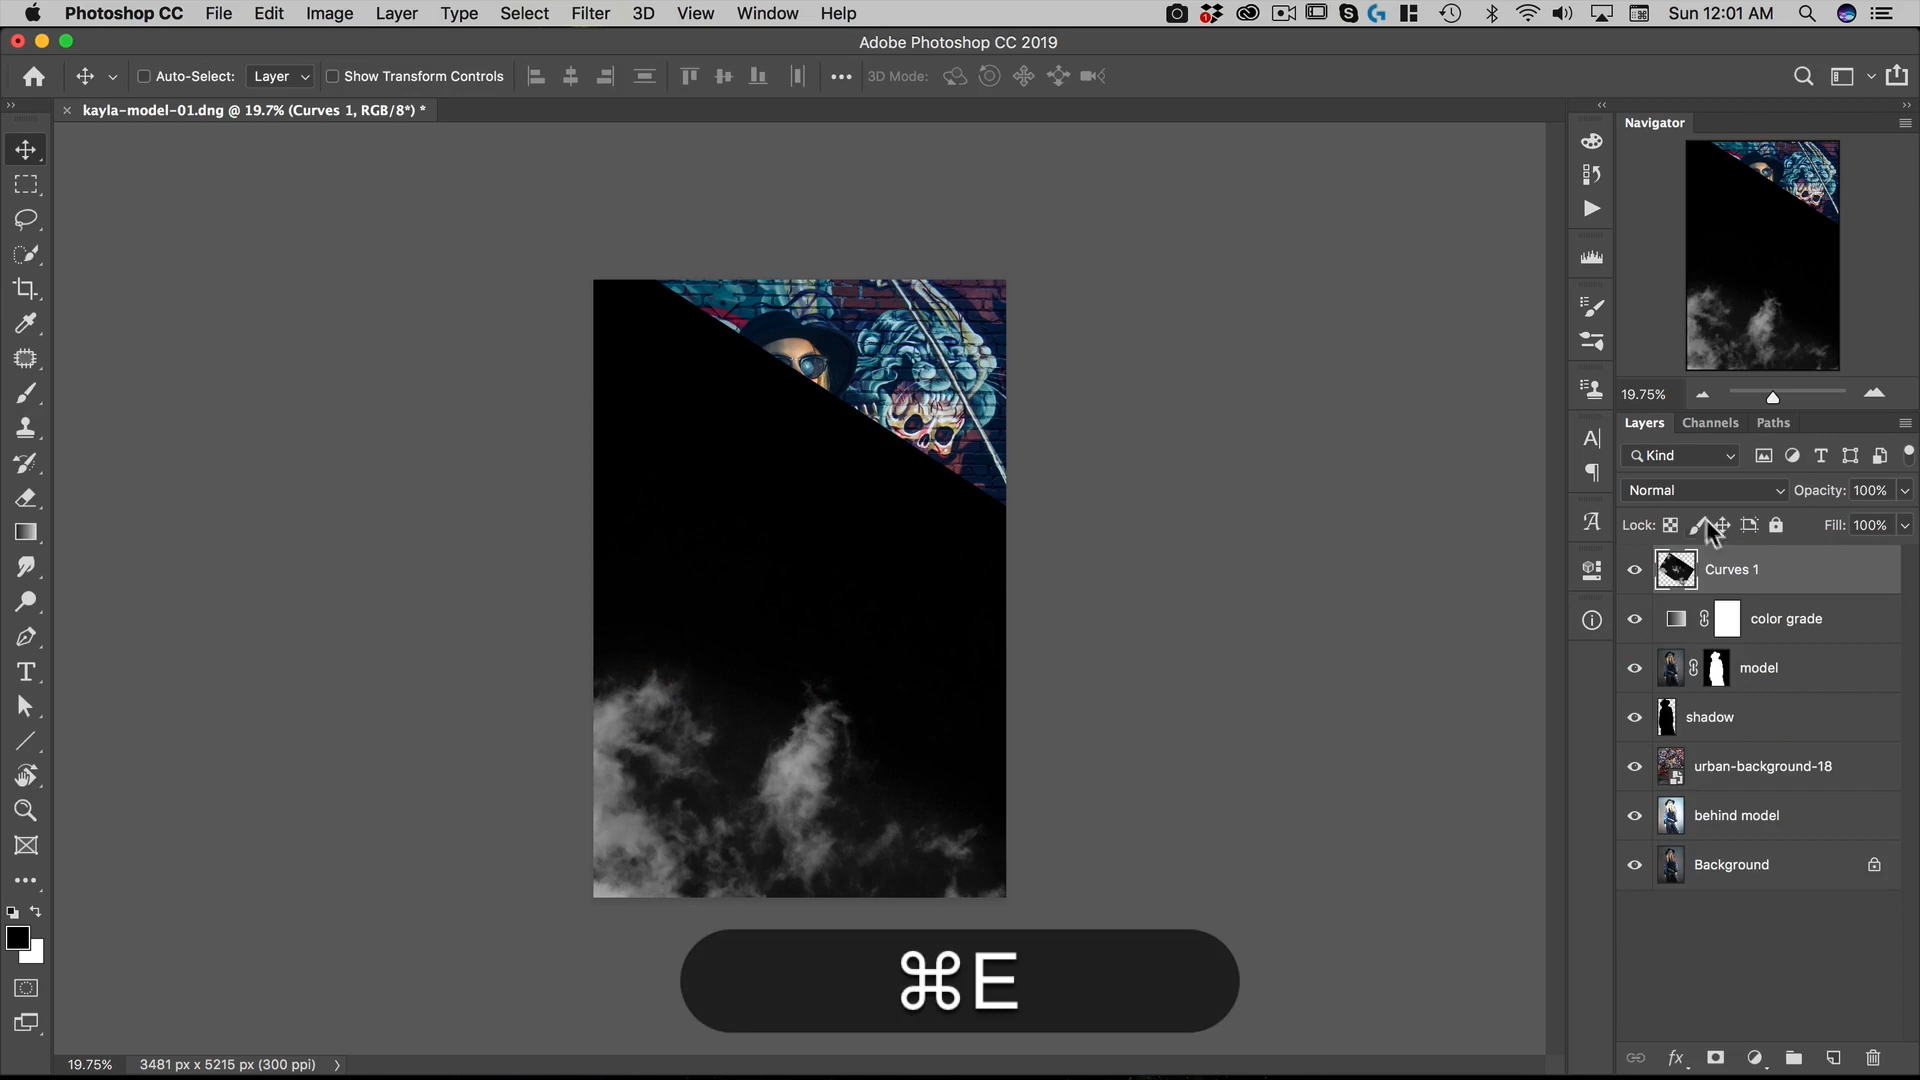 Photoshop CC File Edit Image Layer Type Select Filter 3D View Window Help Sun 12:01 AM
Adobe Photoshop CC 2019
Auto-Select: Layer Show Transform Controls 3D Mode:
kayla-model-01.dng @ 19.7% (Curves 1, RGB/8*) *
Navigator
19.75%
Layers Channels Paths
Kind
Normal Opacity: 100%
Lock: Fill: 100%
Curves 1
color grade
model
shadow
urban-background-18
behind model
Background
⌘E
19.75% 3481 px x 5215 px (300 ppi)